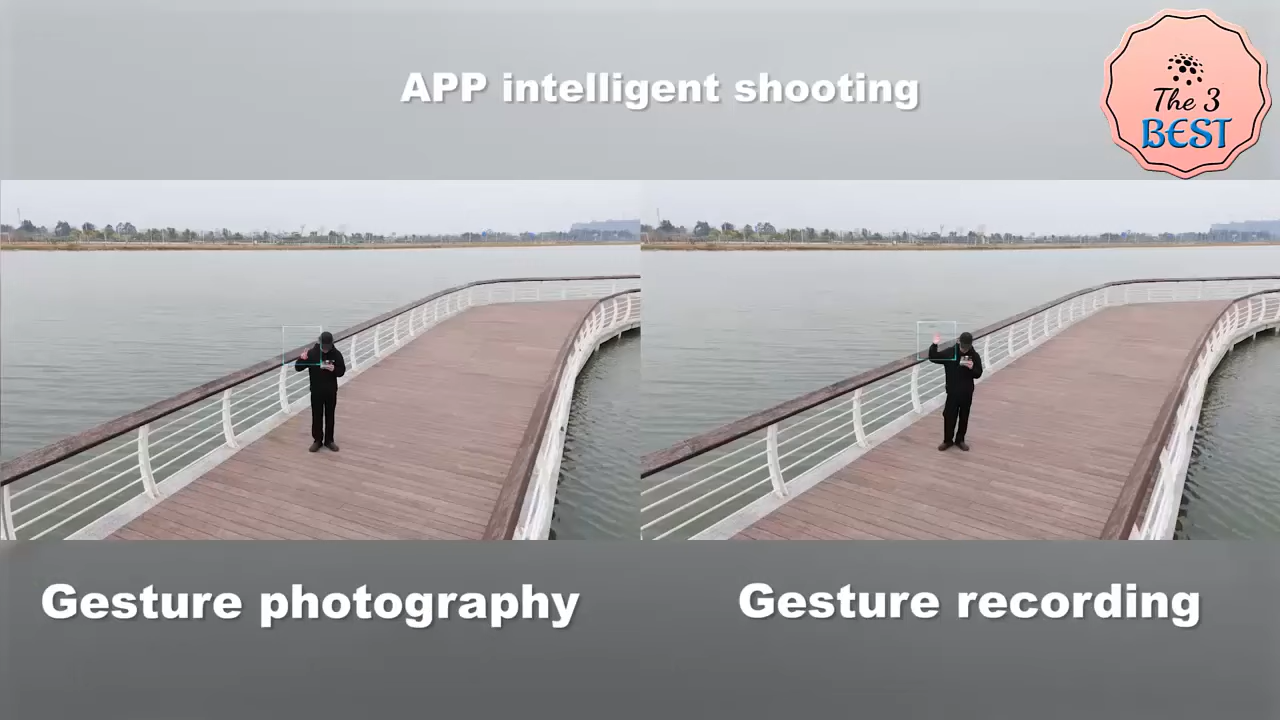 APP intelligent shooting
The 3
BEST
Gesture photography
Gesture recording